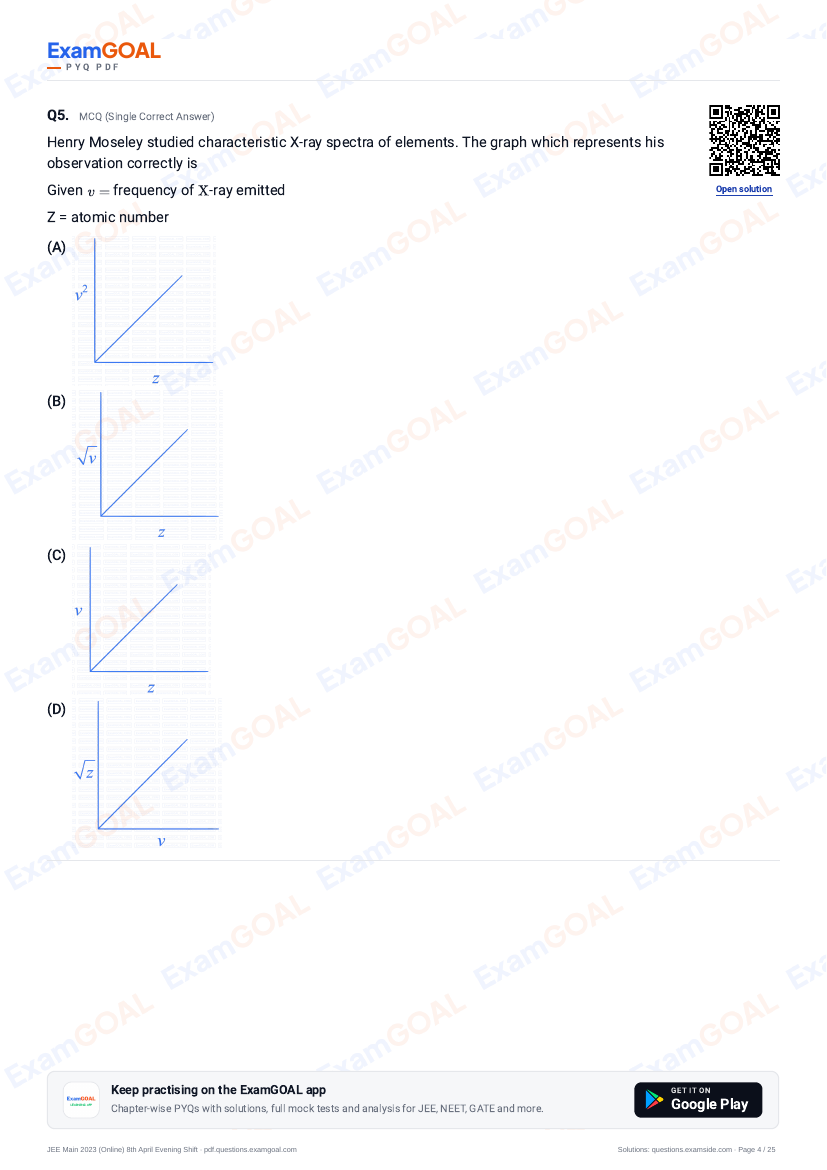 ExamGOAL
PYQ PDF
Q5. MCQ (Single Correct Answer)
Henry Moseley studied characteristic X-ray spectra of elements. The graph which represents his
observation correctly is
Open solution
Given v = frequency of X-ray emitted
Z = atomic number
(A)
v²
z
(B)
√v
z
(C)
v
z
(D)
√z
v
ExamGOAL
Keep practising on the ExamGOAL app
Chapter-wise PYQs with solutions, full mock tests and analysis for JEE, NEET, GATE and more.
GET IT ON
Google Play
JEE Main 2023 (Online) 8th April Evening Shift · pdf.questions.examgoal.com
Solutions: questions.examside.com · Page 4 / 25